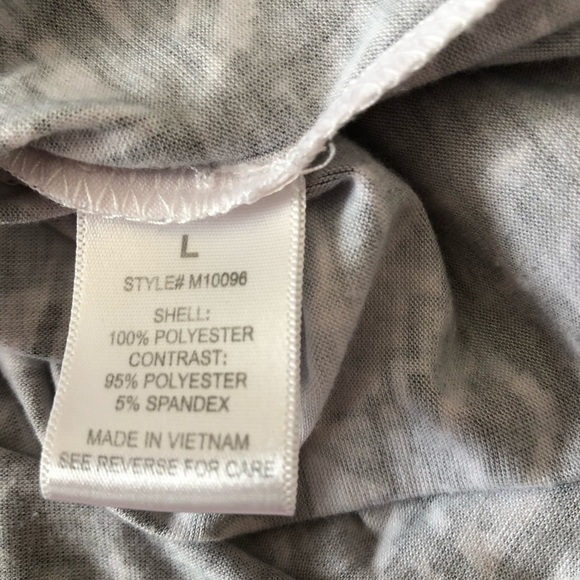 L
STYLE# M10096
SHELL:
100% POLYESTER
CONTRAST:
95% POLYESTER
5% SPANDEX
MADE IN VIETNAM
SEE REVERSE FOR CARE